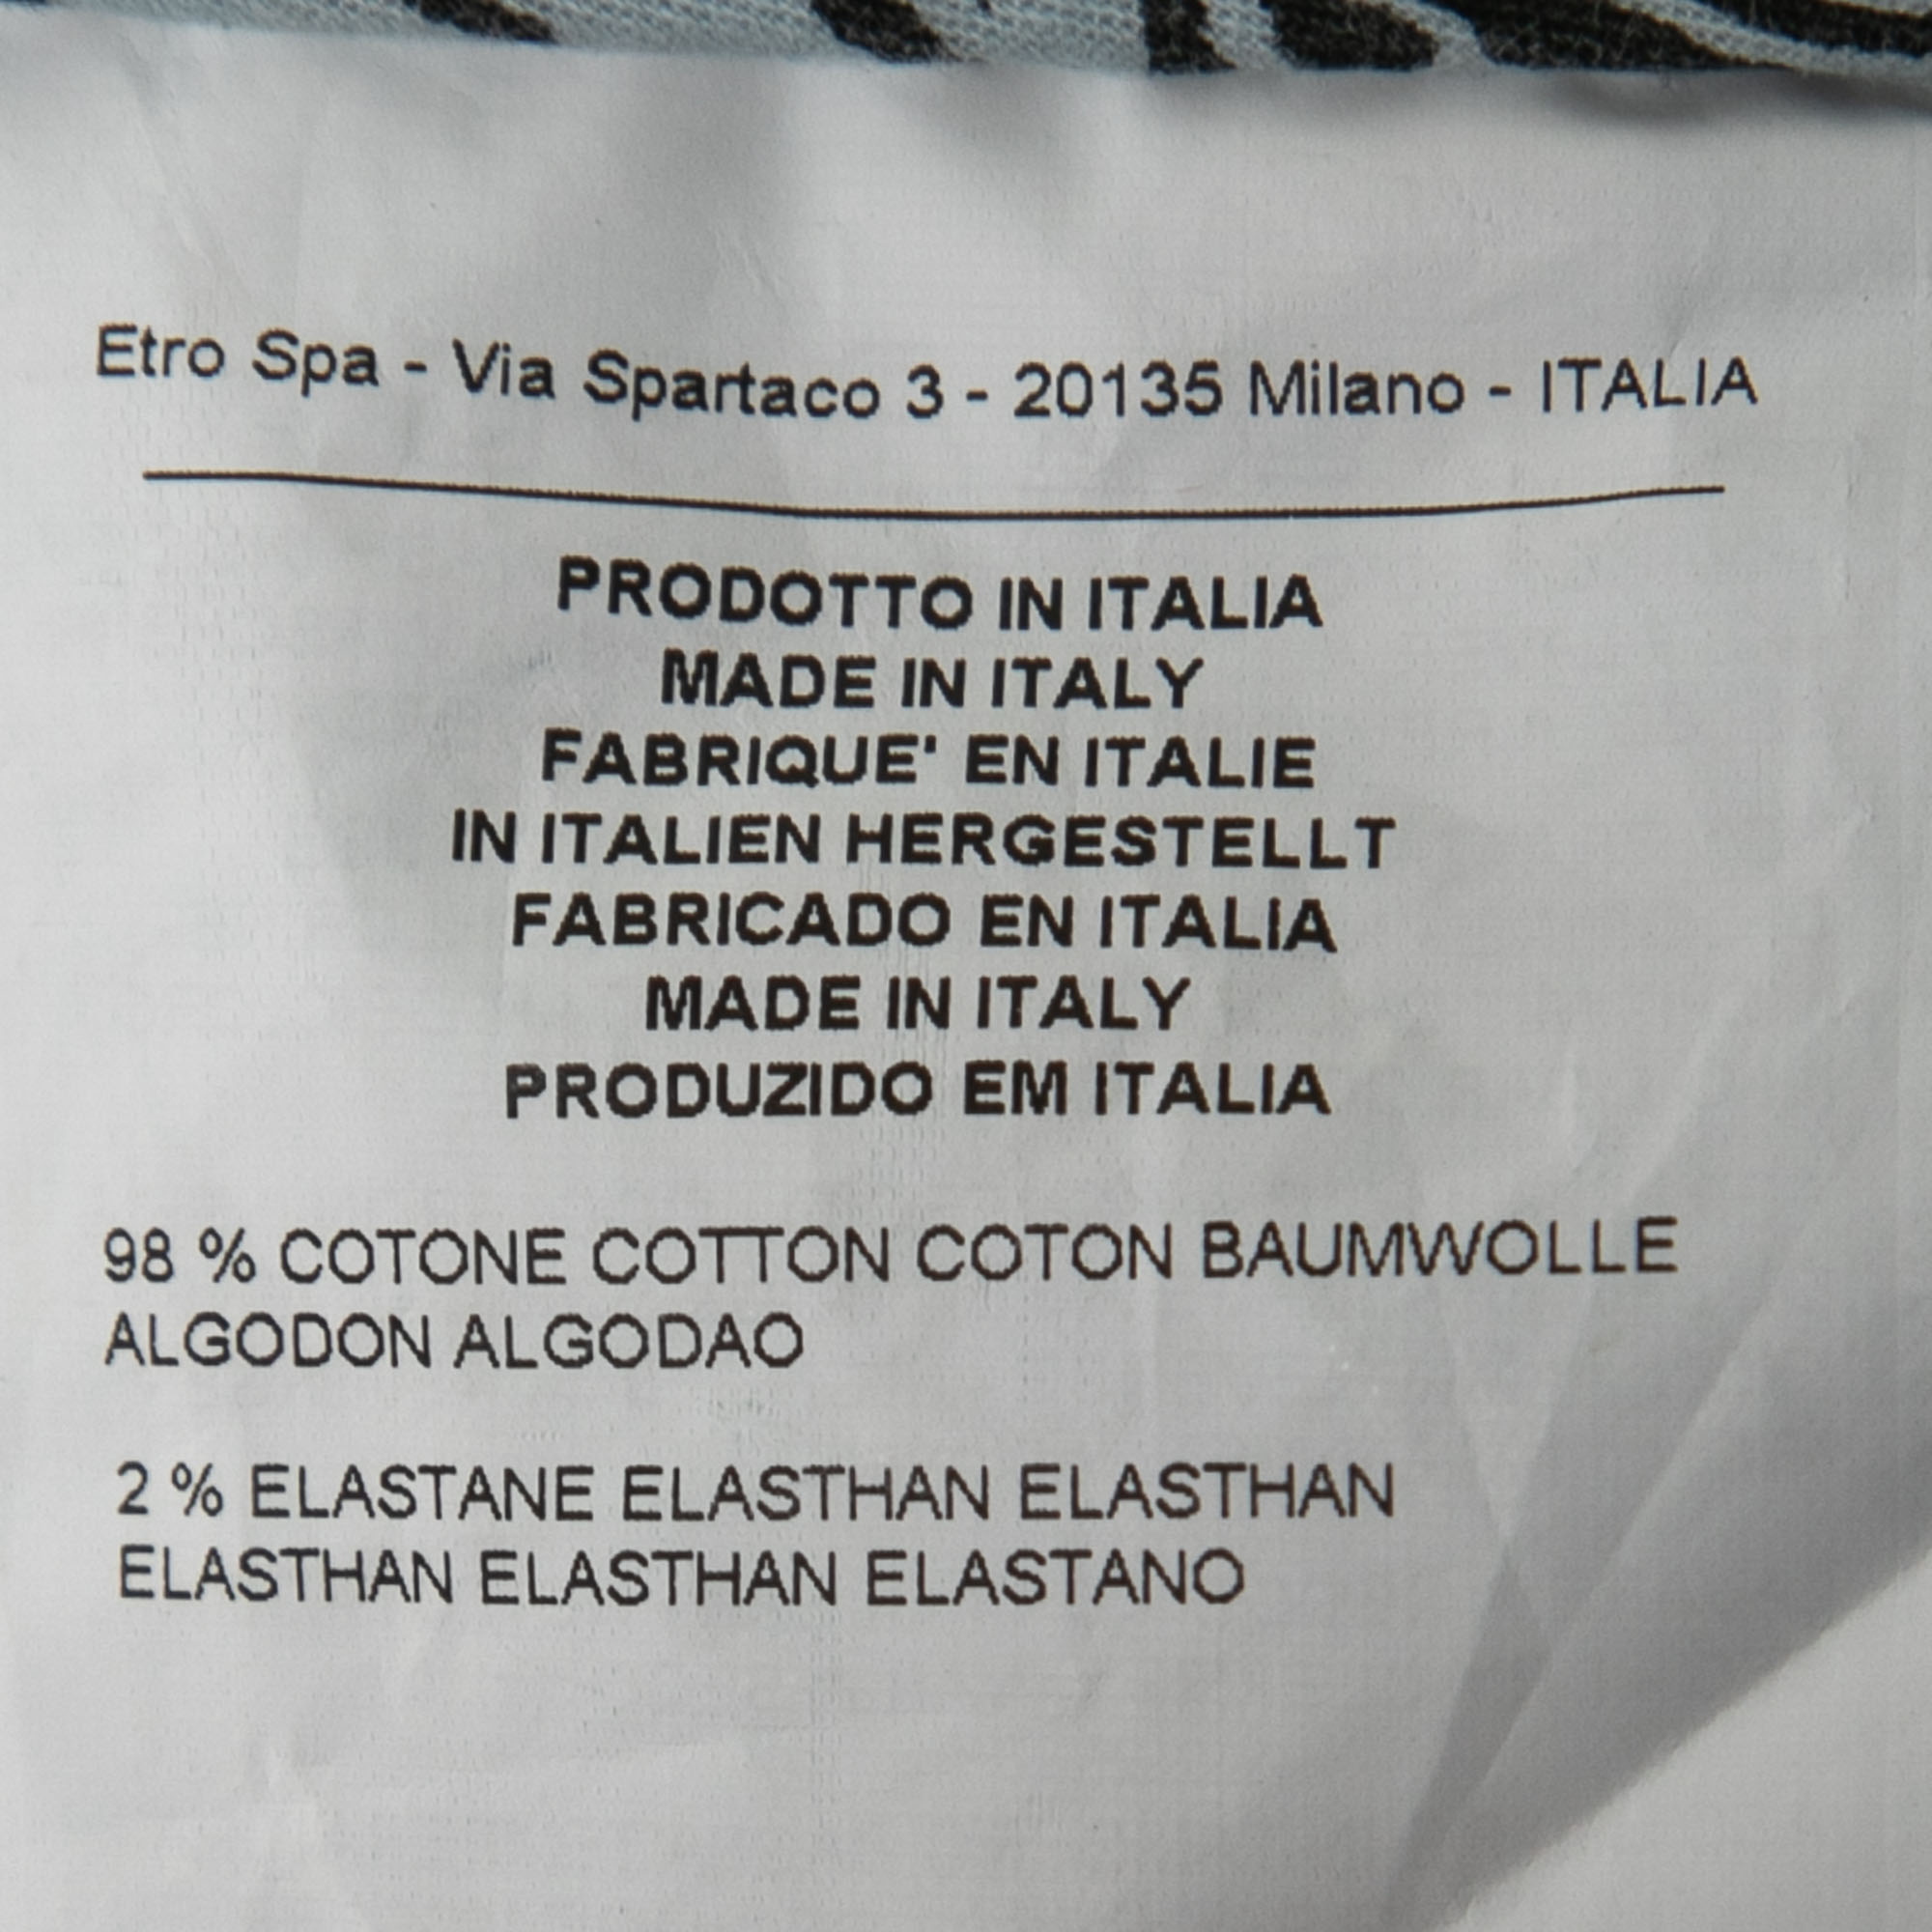 Etro Spa - Via Spartaco 3 - 20135 Milano - ITALIA
PRODOTTO IN ITALIA
MADE IN ITALY
FABRIQUE' EN ITALIE
IN ITALIEN HERGESTELLT
FABRICADO EN ITALIA
MADE IN ITALY
PRODUZIDO EM ITALIA
98 % COTONE COTTON COTON BAUMWOLLE
ALGODON ALGODAO
2 % ELASTANE ELASTHAN ELASTHAN
ELASTHAN ELASTHAN ELASTANO